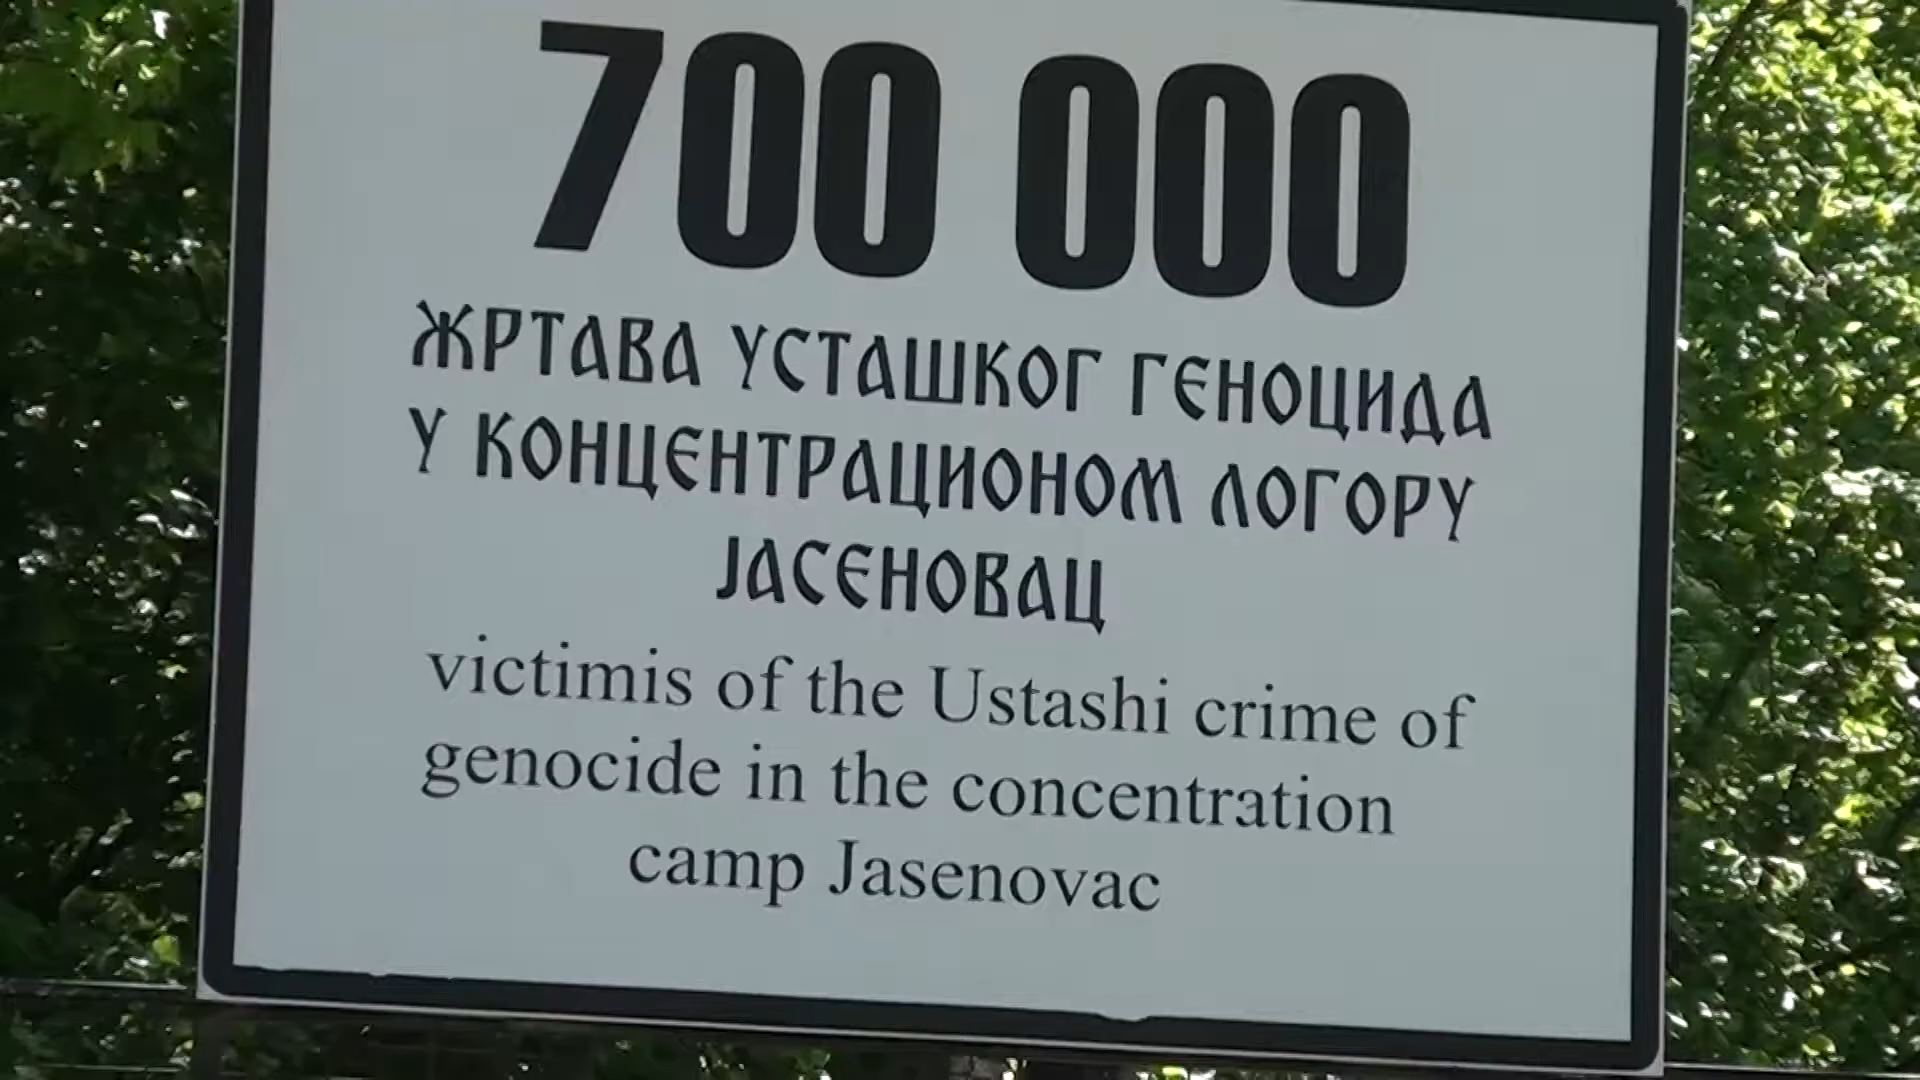 700 000
ЖРТАВА УСТАШКОГ ГЕНОЦИДА
У КОНЦЕНТРАЦИОНОМ ЛОГОРУ
ЈАСЕНОВАЦ
victimis of the Ustashi crime of
genocide in the concentration
camp Jasenovac